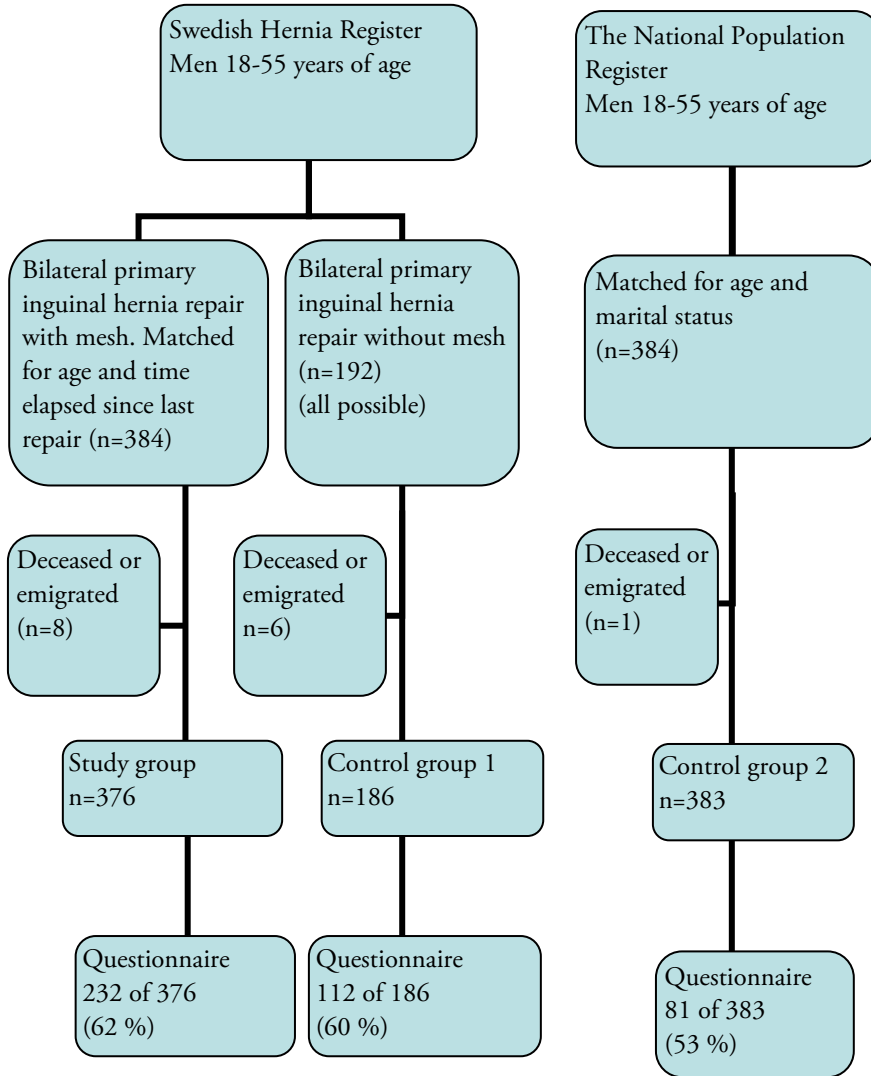 Swedish Hernia Register
Men 18-55 years of age
The National Population
Register
Men 18-55 years of age
Bilateral primary
inguinal hernia repair
with mesh. Matched
for age and time
elapsed since last
repair (n=384)
Bilateral primary
inguinal hernia
repair without mesh
(n=192)
(all possible)
Matched for age and
marital status
(n=384)
Deceased or
emigrated
(n=8)
Deceased or
emigrated
n=6)
Deceased or
emigrated
(n=1)
Study group
n=376
Control group 1
n=186
Control group 2
n=383
Questionnaire
232 of 376
(62 %)
Questionnaire
112 of 186
(60 %)
Questionnaire
81 of 383
(53 %)